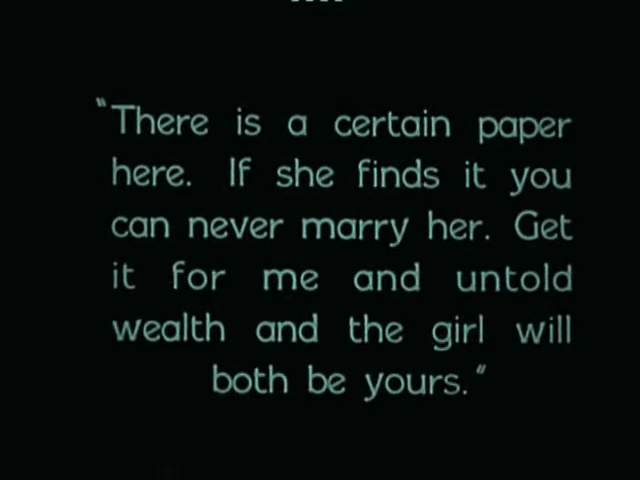 "There is a certain paper
here. If she finds it you
can never marry her. Get
it for me and untold
wealth and the girl will
both be yours."